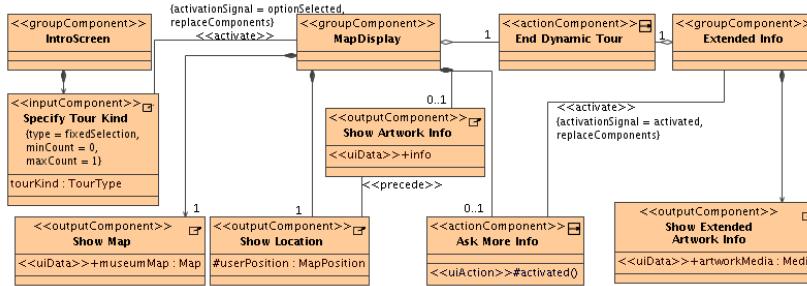 {activationSignal = optionSelected,
replaceComponents}
<<activate>>
<<groupComponent>>
IntroScreen
<<groupComponent>>
MapDisplay
1
<<actionComponent>>
End Dynamic Tour
1
<<groupComponent>>
Extended Info
<<inputComponent>>
Specify Tour Kind
{type = fixedSelection,
minCount = 0,
maxCount = 1}
tourKind : TourType
0..1
<<outputComponent>>
Show Artwork Info
<<uiData>>+info
<<activate>>
{activationSignal = activated,
replaceComponents}
<<precede>>
1
<<outputComponent>>
Show Map
<<uiData>>+museumMap : Map
1
<<outputComponent>>
Show Location
#userPosition : MapPosition
0..1
<<actionComponent>>
Ask More Info
<<uiAction>>#activated()
<<outputComponent>>
Show Extended
Artwork Info
<<uiData>>+artworkMedia : Medi